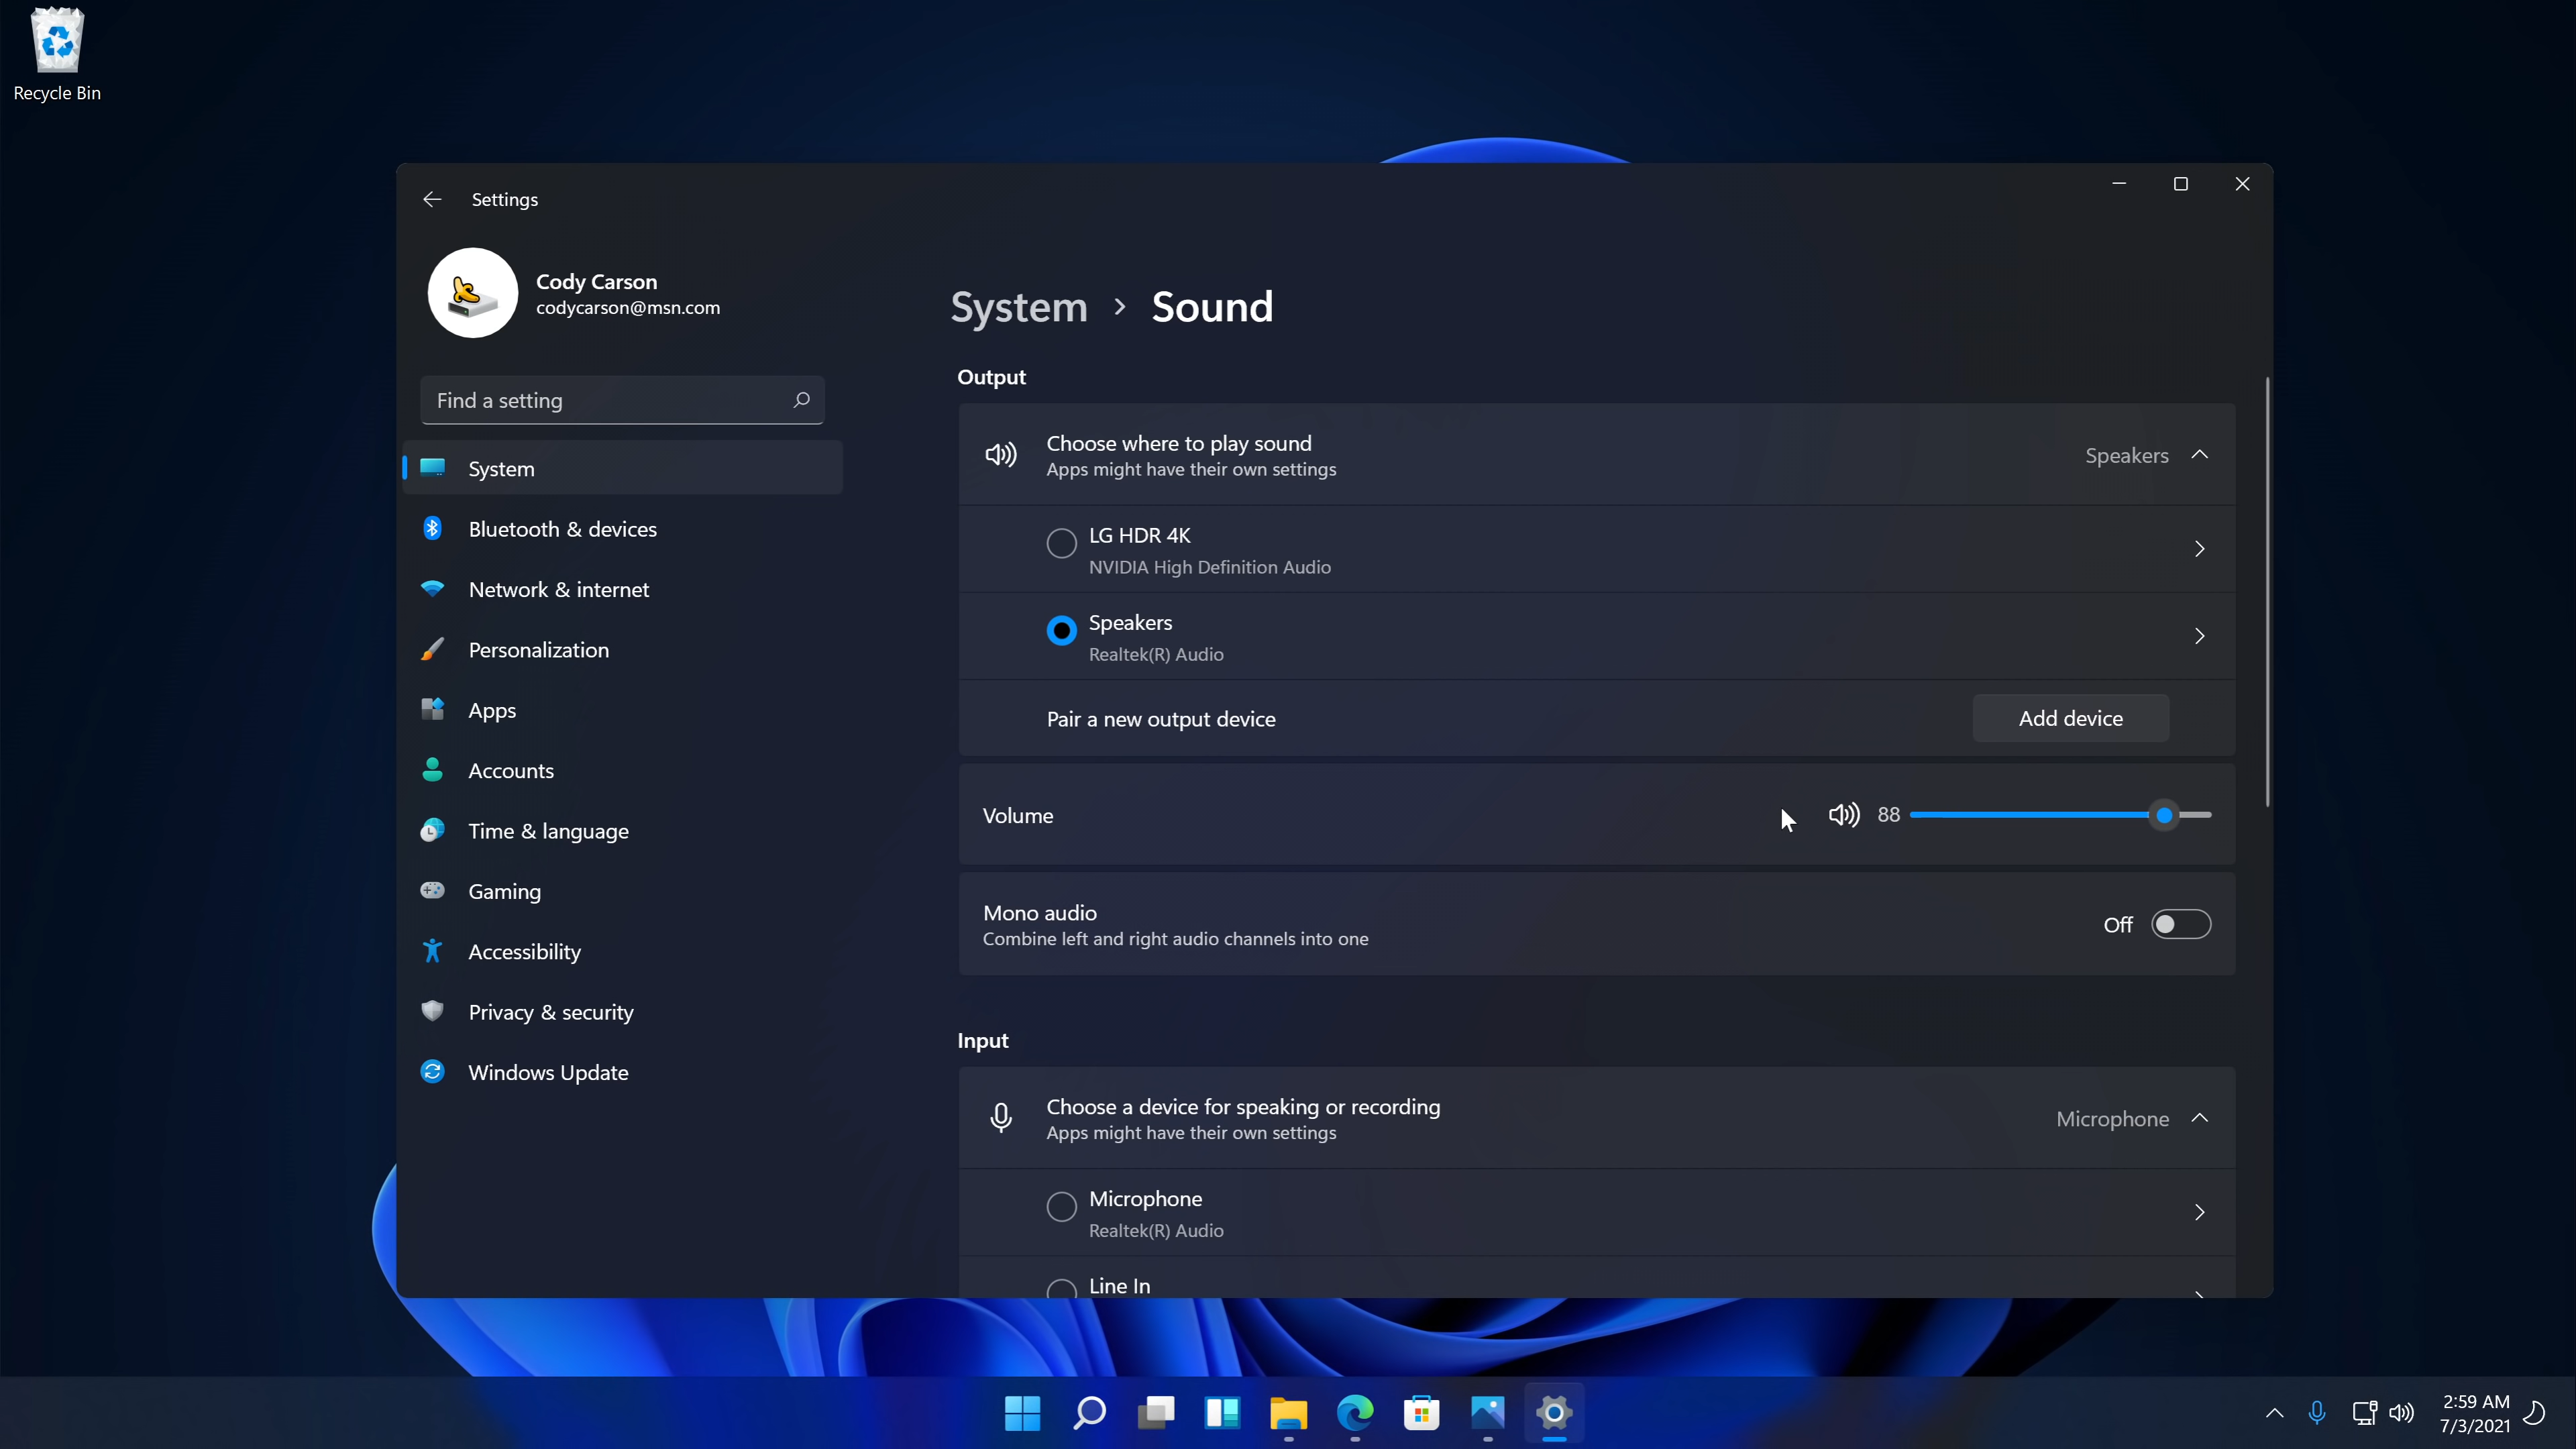 Recycle Bin
Settings
Cody Carson
codycarson@msn.com
Find a setting
System
Bluetooth & devices
Network & internet
Personalization
Apps
Accounts
Time & language
Gaming
Accessibility
Privacy & security
Windows Update
System > Sound
Output
Choose where to play sound
Apps might have their own settings
Speakers
LG HDR 4K
NVIDIA High Definition Audio
Speakers
Realtek(R) Audio
Pair a new output device
Add device
Volume
88
Mono audio
Combine left and right audio channels into one
Off
Input
Choose a device for speaking or recording
Apps might have their own settings
Microphone
Microphone
Realtek(R) Audio
Line In
2:59 AM
7/3/2021